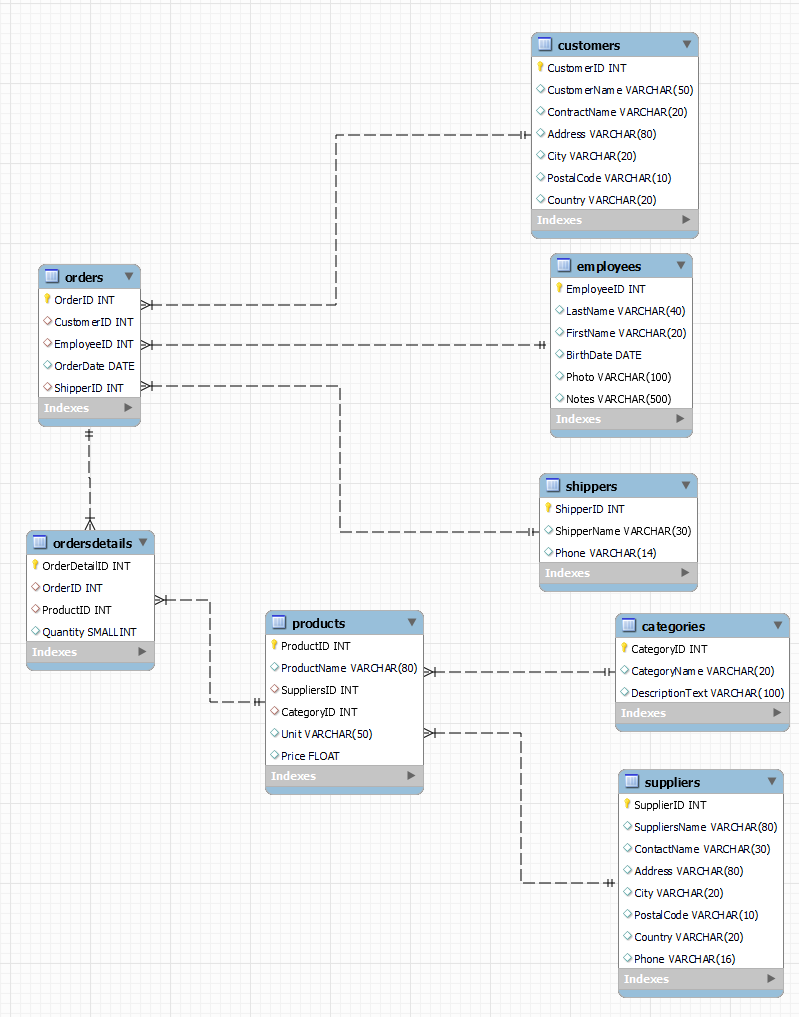 customers
CustomerID INT
CustomerName VARCHAR(50)
ContractName VARCHAR(20)
Address VARCHAR(80)
City VARCHAR(20)
PostalCode VARCHAR(10)
Country VARCHAR(20)
Indexes
orders
OrderID INT
CustomerID INT
EmployeeID INT
OrderDate DATE
ShipperID INT
Indexes
employees
EmployeeID INT
LastName VARCHAR(40)
FirstName VARCHAR(20)
BirthDate DATE
Photo VARCHAR(100)
Notes VARCHAR(500)
Indexes
shippers
ShipperID INT
ShipperName VARCHAR(30)
Phone VARCHAR(14)
Indexes
ordersdetails
OrderDetailID INT
OrderID INT
ProductID INT
Quantity SMALLINT
Indexes
products
ProductID INT
ProductName VARCHAR(80)
SuppliersID INT
CategoryID INT
Unit VARCHAR(50)
Price FLOAT
Indexes
categories
CategoryID INT
CategoryName VARCHAR(20)
DescriptionText VARCHAR(100)
Indexes
suppliers
SupplierID INT
SuppliersName VARCHAR(80)
ContactName VARCHAR(30)
Address VARCHAR(80)
City VARCHAR(20)
PostalCode VARCHAR(10)
Country VARCHAR(20)
Phone VARCHAR(16)
Indexes